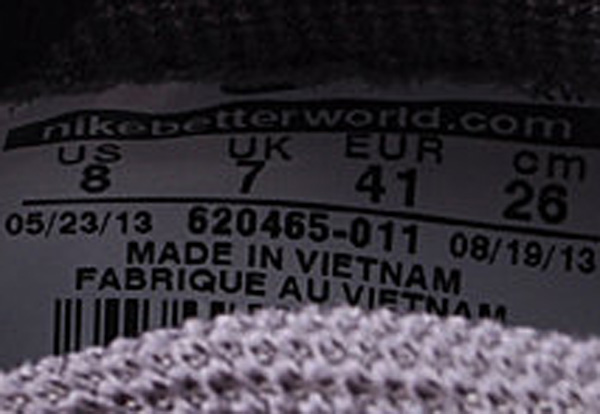 nikebetterworld.com
US UK EUR cm
8 7 41 26
05/23/13 620465-011 08/19/13
MADE IN VIETNAM
FABRIQUE AU VIETNAM